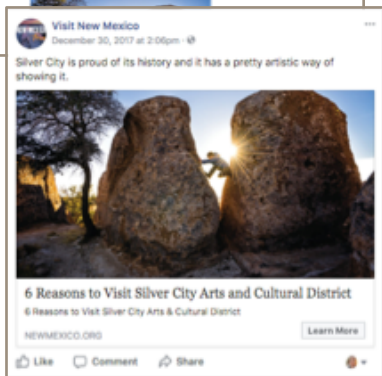 Visit New Mexico
December 30, 2017 at 2:06pm ·
Silver City is proud of its history and it has a pretty artistic way of
showing it.
6 Reasons to Visit Silver City Arts and Cultural District
6 Reasons to Visit Silver City Arts & Cultural District
NEWMEXICO.ORG
Learn More
Like Comment Share